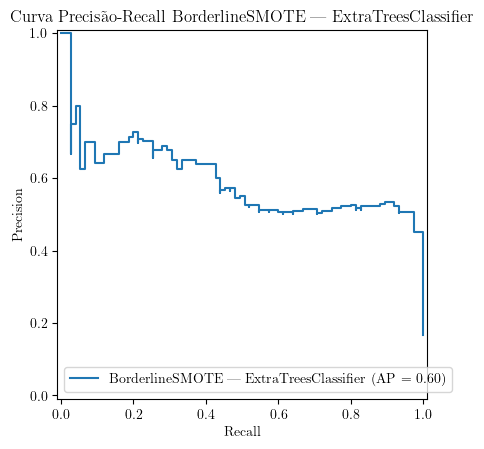 Curva Precisão-Recall BorderlineSMOTE — ExtraTreesClassifier
1.0
0.8
0.6
0.4
0.2
0.0
Precision
BorderlineSMOTE — ExtraTreesClassifier (AP = 0.60)
0.0 0.2 0.4 0.6 0.8 1.0
Recall